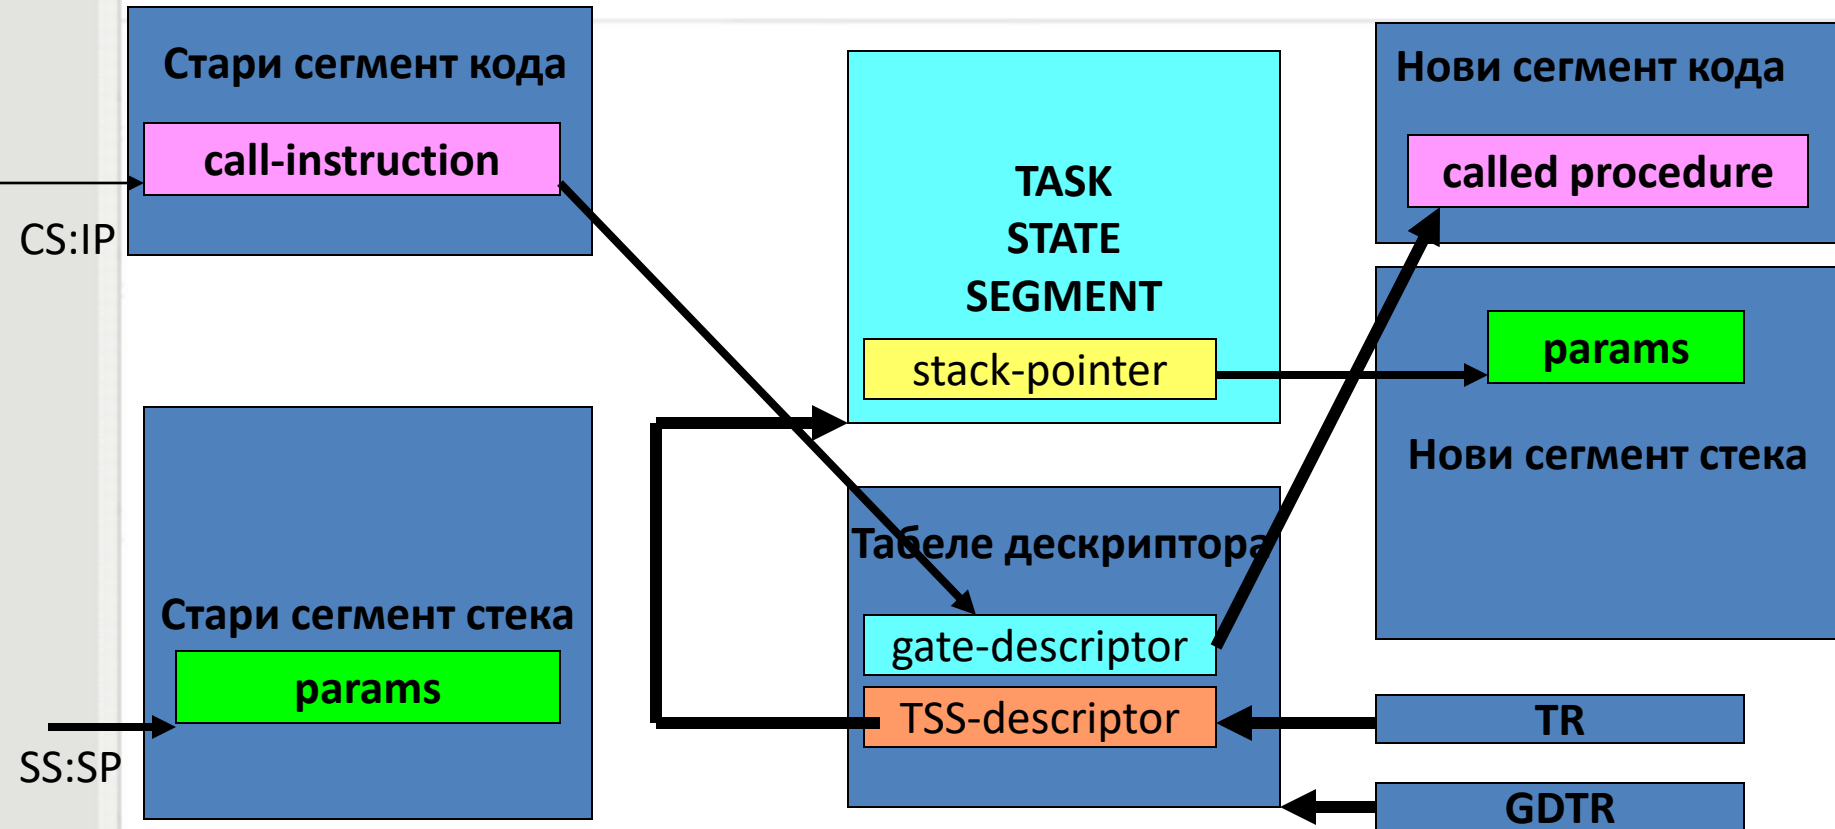 Стари сегмент кода
call-instruction
CS:IP
TASK
STATE
SEGMENT
stack-pointer
Нови сегмент кода
called procedure
params
Нови сегмент стека
Стари сегмент стека
params
SS:SP
Табеле дескриптора
gate-descriptor
TSS-descriptor
TR
GDTR